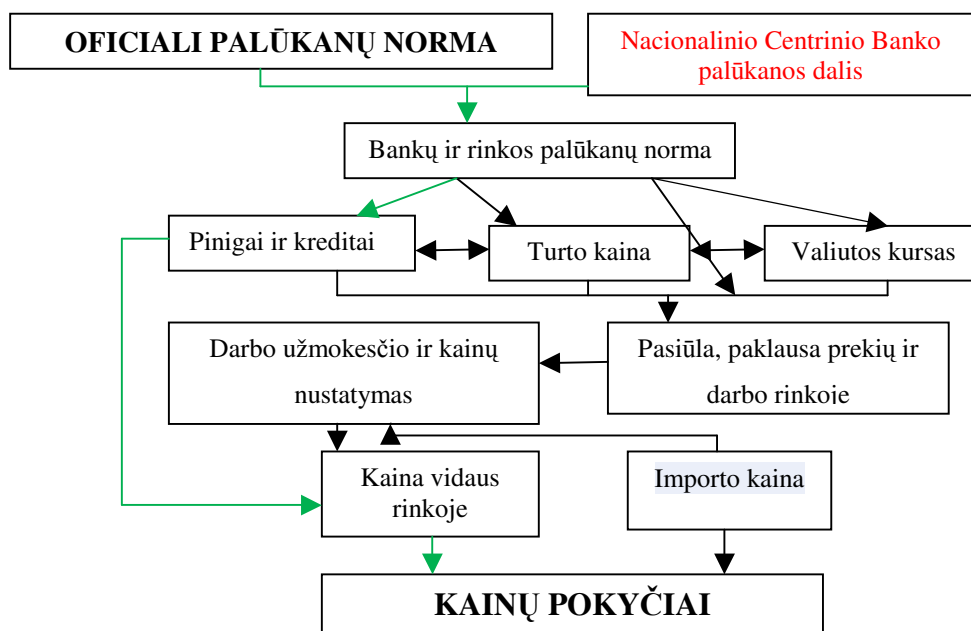 OFICIALI PALŪKANŲ NORMA
Nacionalinio Centrinio Banko
palūkanos dalis
Bankų ir rinkos palūkanų norma
Pinigai ir kreditai
Turto kaina
Valiutos kursas
Darbo užmokesčio ir kainų
nustatymas
Pasiūla, paklausa prekių ir
darbo rinkoje
Kaina vidaus
rinkoje
Importo kaina
KAINŲ POKYČIAI